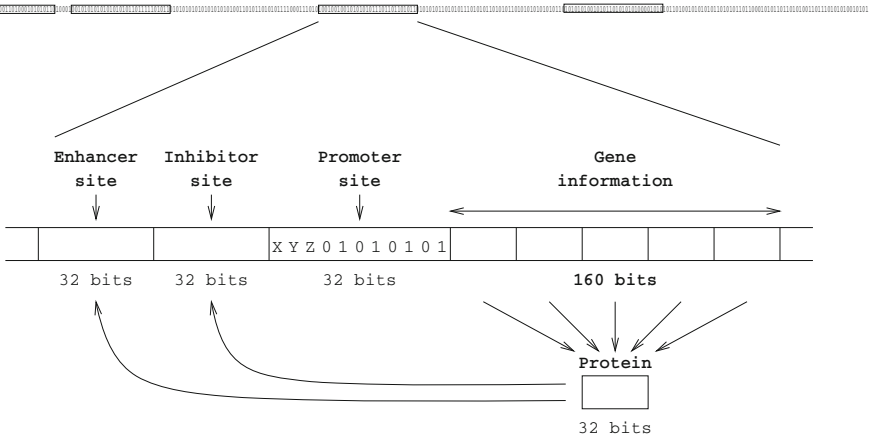 Enhancer Inhibitor Promoter Gene
site site site information
X Y Z 0 1 0 1 0 1 0 1
32 bits 32 bits 32 bits 160 bits
Protein
32 bits